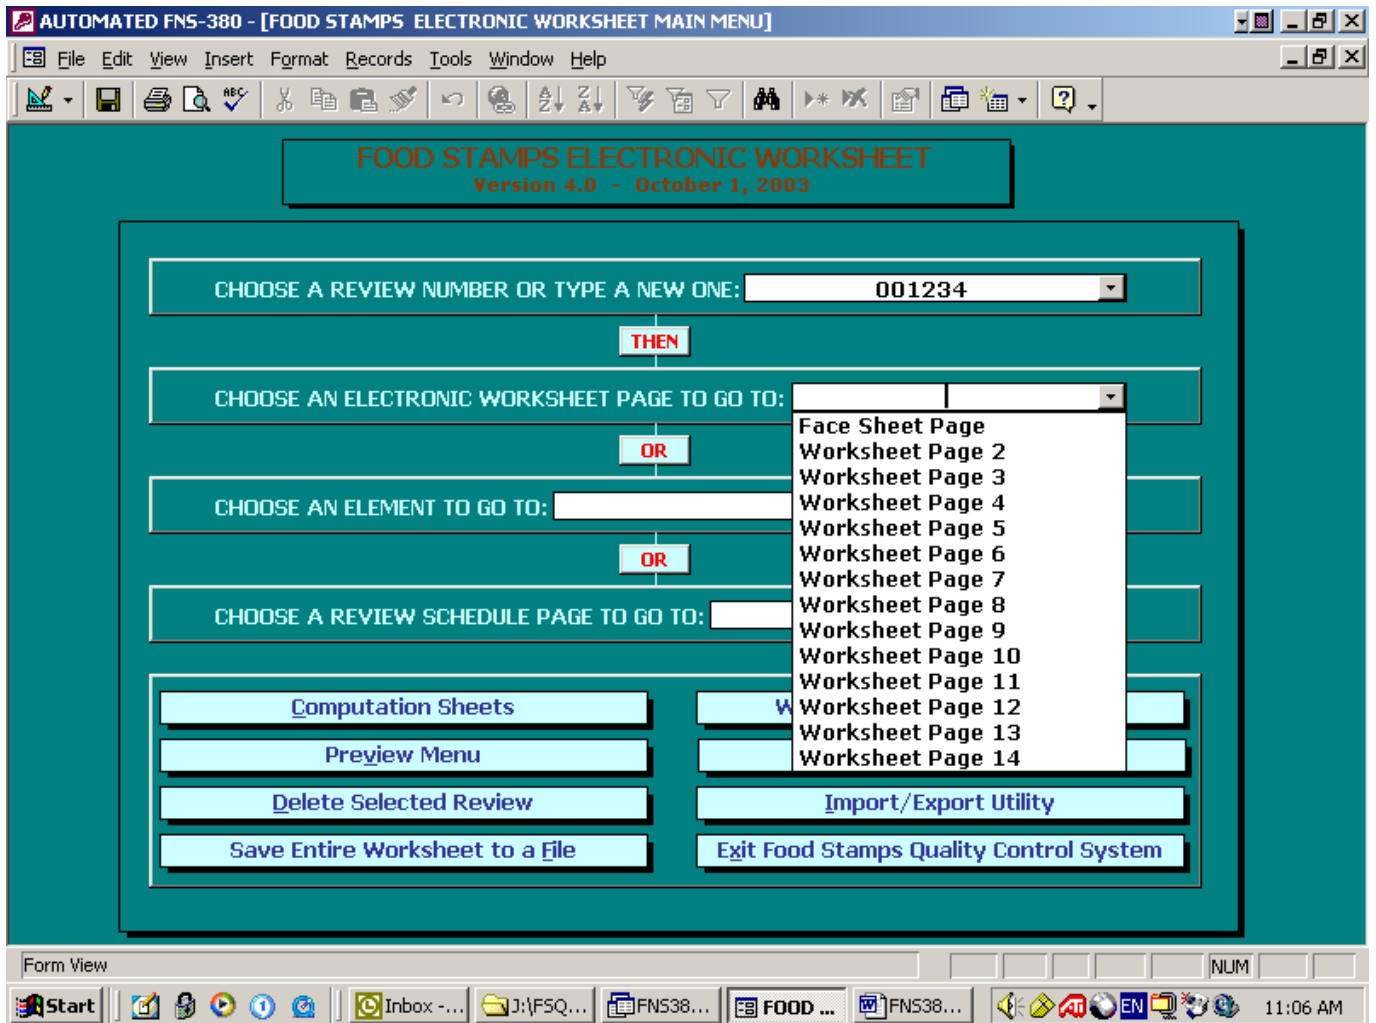 AUTOMATED FNS-380 - [FOOD STAMPS ELECTRONIC WORKSHEET MAIN MENU]
File Edit View Insert Format Records Tools Window Help
FOOD STAMPS ELECTRONIC WORKSHEET
Version 4.0 - October 1, 2003
CHOOSE A REVIEW NUMBER OR TYPE A NEW ONE: 001234
THEN
CHOOSE AN ELECTRONIC WORKSHEET PAGE TO GO TO:
Face Sheet Page
Worksheet Page 2
Worksheet Page 3
Worksheet Page 4
Worksheet Page 5
Worksheet Page 6
Worksheet Page 7
Worksheet Page 8
Worksheet Page 9
Worksheet Page 10
Worksheet Page 11
Worksheet Page 12
Worksheet Page 13
Worksheet Page 14
OR
CHOOSE AN ELEMENT TO GO TO:
OR
CHOOSE A REVIEW SCHEDULE PAGE TO GO TO:
Computation Sheets
Preview Menu
Delete Selected Review Import/Export Utility
Save Entire Worksheet to a File Exit Food Stamps Quality Control System
Form View NUM
Start Inbox -... J:\FSQ... FNS38... FOOD ... FNS38... EN 11:06 AM